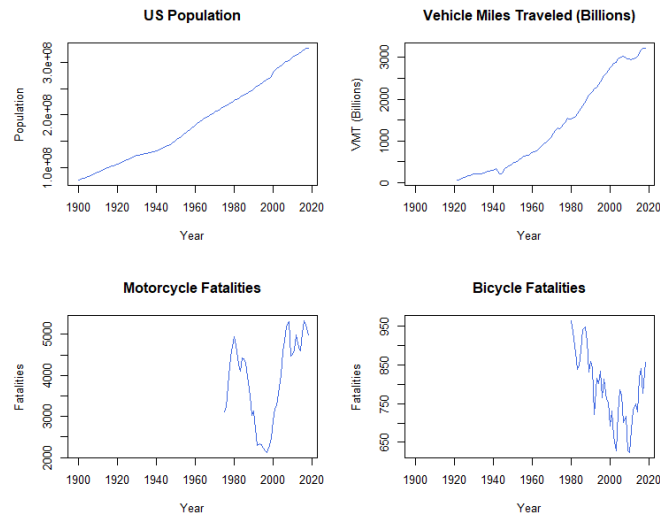 US Population
Population
1.0e+08 2.0e+08 3.0e+08
1900 1920 1940 1960 1980 2000 2020
Year
Vehicle Miles Traveled (Billions)
VMT (Billions)
0 1000 2000 3000
1900 1920 1940 1960 1980 2000 2020
Year
Motorcycle Fatalities
Fatalities
2000 3000 4000 5000
1900 1920 1940 1960 1980 2000 2020
Year
Bicycle Fatalities
Fatalities
650 750 850 950
1900 1920 1940 1960 1980 2000 2020
Year